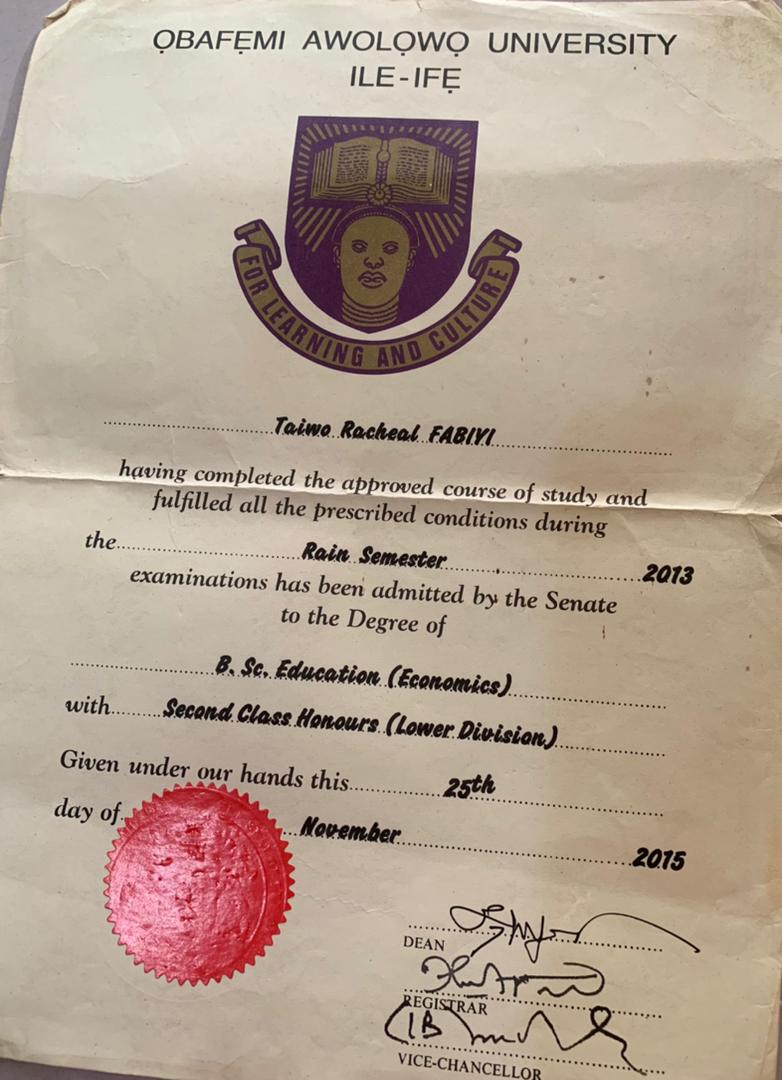 ỌBAFẸMI AWOLỌWỌ UNIVERSITY
ILE-IFẸ
FOR LEARNING AND CULTURE
Taiwo Racheal FABIYI
having completed the approved course of study and
fulfilled all the prescribed conditions during
the Rain Semester 2013
examinations has been admitted by the Senate
to the Degree of
B. Sc. Education (Economics)
with Second Class Honours (Lower Division)
Given under our hands this 25th
day of November 2015
DEAN
REGISTRAR
VICE-CHANCELLOR